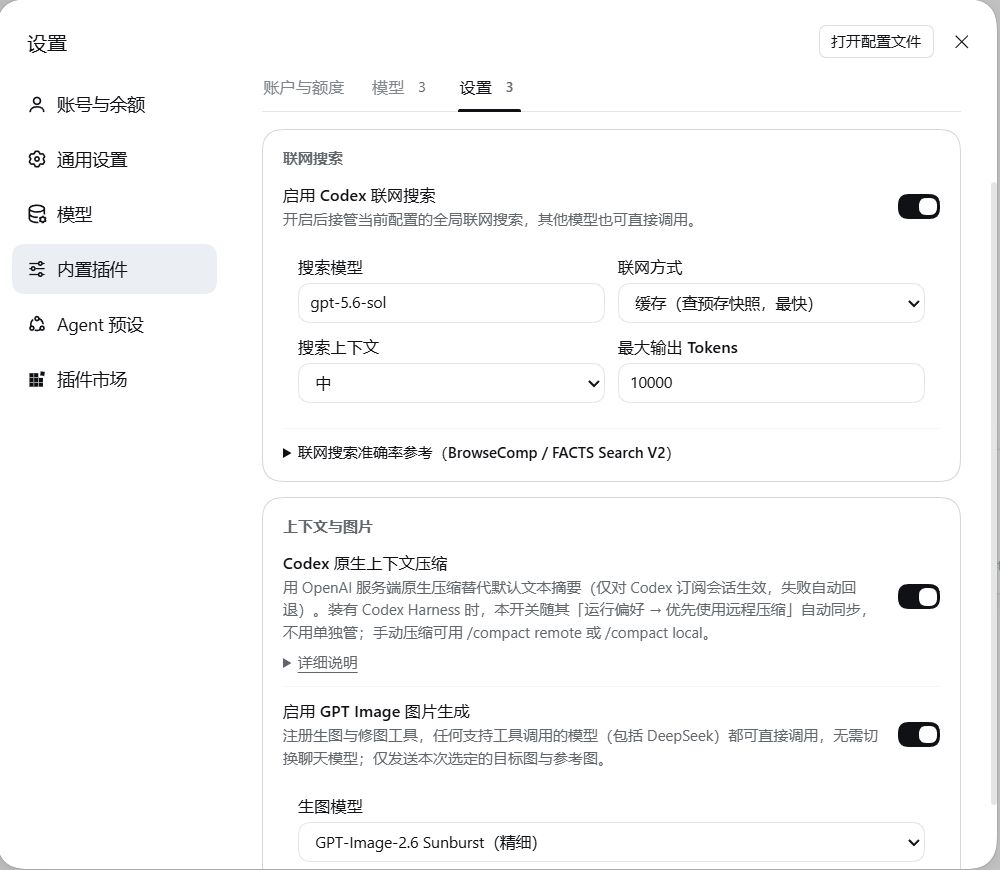 设置
打开配置文件
账号与余额
通用设置
模型
内置插件
Agent 预设
插件市场
账户与额度 模型 3 设置 3
联网搜索
启用 Codex 联网搜索
开启后接管当前配置的全局联网搜索，其他模型也可直接调用。
搜索模型 联网方式
gpt-5.6-sol 缓存（查预存快照，最快）
搜索上下文 最大输出 Tokens
中 10000
联网搜索准确率参考（BrowseComp / FACTS Search V2）
上下文与图片
Codex 原生上下文压缩
用 OpenAI 服务端原生压缩替代默认文本摘要（仅对 Codex 订阅会话生效，失败自动回
退）。装有 Codex Harness 时，本开关随其「运行偏好 → 优先使用远程压缩」自动同步，
不用单独管；手动压缩可用 /compact remote 或 /compact local。
详细说明
启用 GPT Image 图片生成
注册生图与修图工具，任何支持工具调用的模型（包括 DeepSeek）都可直接调用，无需切
换聊天模型；仅发送本次选定的目标图与参考图。
生图模型
GPT-Image-2.6 Sunburst（精细）